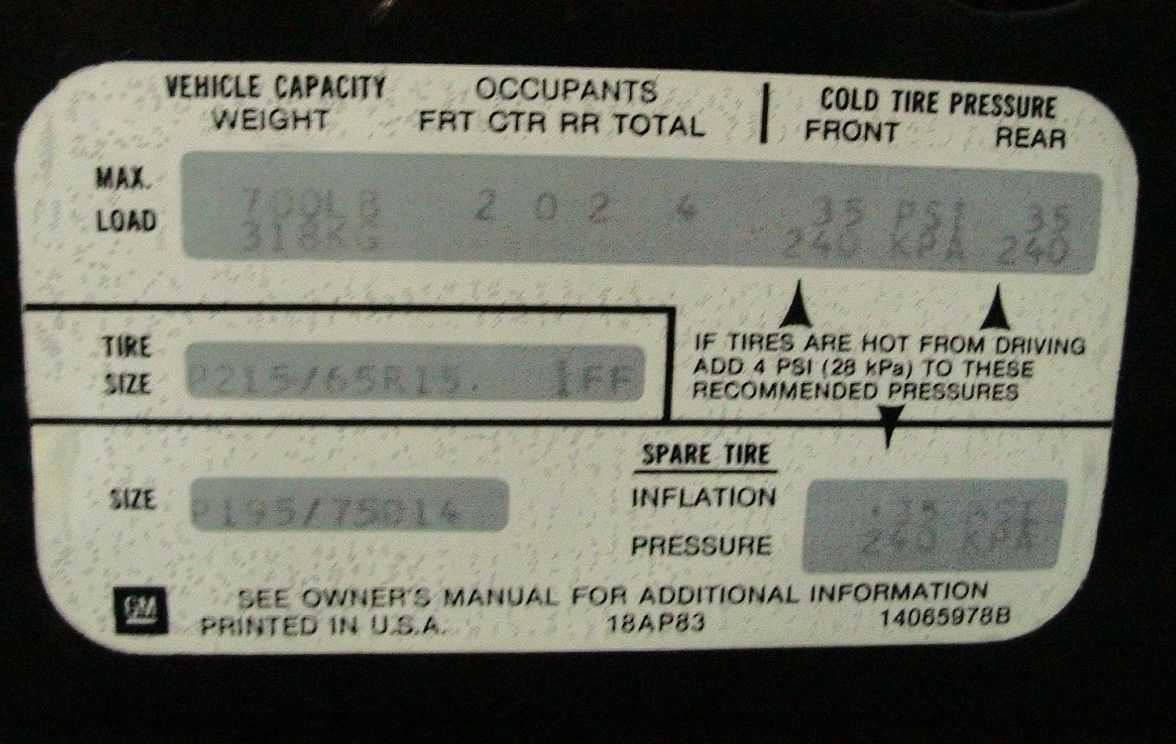 VEHICLE CAPACITY OCCUPANTS COLD TIRE PRESSURE
WEIGHT FRT CTR RR TOTAL FRONT REAR
MAX. 700LB 2 0 2 4 35 PSI 35
LOAD 318KG 240 KPA 240
IF TIRES ARE HOT FROM DRIVING
ADD 4 PSI (28 kPa) TO THESE
RECOMMENDED PRESSURES
TIRE
SIZE P215/65R15. 1FF
SPARE TIRE
SIZE P195/75D14 INFLATION 35 PSI
PRESSURE 240 KPA
GM SEE OWNER'S MANUAL FOR ADDITIONAL INFORMATION
PRINTED IN U.S.A. 18AP83 14065978B